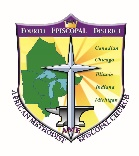 FOURTH EPISCOPAL DISTRICT
Canadian
Chicago
Illinois
Indiana
Michigan
AME
AFRICAN METHODIST EPISCOPAL CHURCH